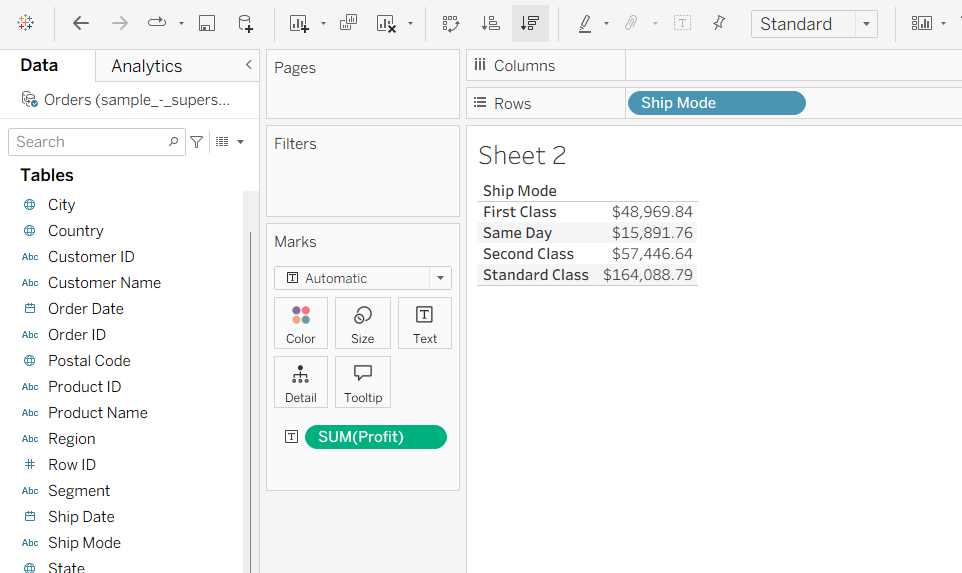 Standard
Data
Analytics
Orders (sample_-_supers...
Search
Tables
City
Country
Abc Customer ID
Abc Customer Name
Order Date
Abc Order ID
Postal Code
Abc Product ID
Abc Product Name
Abc Region
# Row ID
Abc Segment
Ship Date
Abc Ship Mode
State
Pages
Filters
Marks
T Automatic
Color
Size
T Text
Detail
Tooltip
T SUM(Profit)
Columns
Rows
Ship Mode
Sheet 2
Ship Mode
First Class $48,969.84
Same Day $15,891.76
Second Class $57,446.64
Standard Class $164,088.79